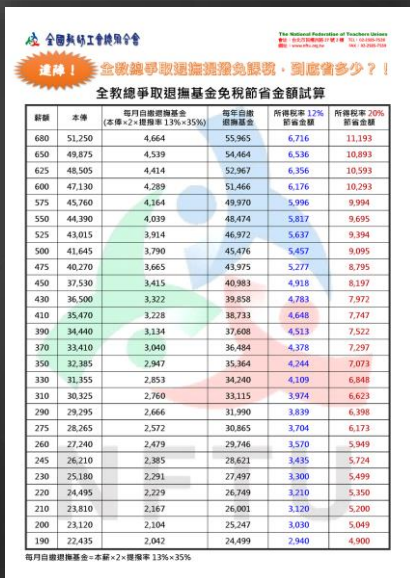 全國教師工會總聯合會
The National Federation of Teachers Unions
達陣！
全教總爭取退撫提撥免課稅，到底省多少？！
全教總爭取退撫基金免稅節省金額試算
薪額 本俸 每月自繳退撫基金 每年自繳 所得稅率 12% 所得稅率 20%
(本俸×2×提撥率 13%×35%) 退撫基金 節省金額 節省金額
680 51,250 4,664 55,965 6,716 11,193
650 49,875 4,539 54,464 6,536 10,893
625 48,505 4,414 52,967 6,356 10,593
600 47,130 4,289 51,466 6,176 10,293
575 45,760 4,164 49,970 5,996 9,994
550 44,390 4,039 48,474 5,817 9,695
525 43,015 3,914 46,972 5,637 9,394
500 41,645 3,790 45,476 5,457 9,095
475 40,270 3,665 43,975 5,277 8,795
450 37,530 3,415 40,983 4,918 8,197
430 36,500 3,322 39,858 4,783 7,972
410 35,470 3,228 38,733 4,648 7,747
390 34,440 3,134 37,608 4,513 7,522
370 33,410 3,040 36,484 4,378 7,297
350 32,385 2,947 35,364 4,244 7,073
330 31,355 2,853 34,240 4,109 6,848
310 30,325 2,760 33,115 3,974 6,623
290 29,295 2,666 31,990 3,839 6,398
275 28,265 2,572 30,865 3,704 6,173
260 27,240 2,479 29,746 3,570 5,949
245 26,210 2,385 28,621 3,435 5,724
230 25,180 2,291 27,497 3,300 5,499
220 24,495 2,229 26,749 3,210 5,350
210 23,810 2,167 26,001 3,120 5,200
200 23,120 2,104 25,247 3,030 5,049
190 22,435 2,042 24,499 2,940 4,900
NFTU
每月自繳退撫基金=本薪×2×提撥率 13%×35%